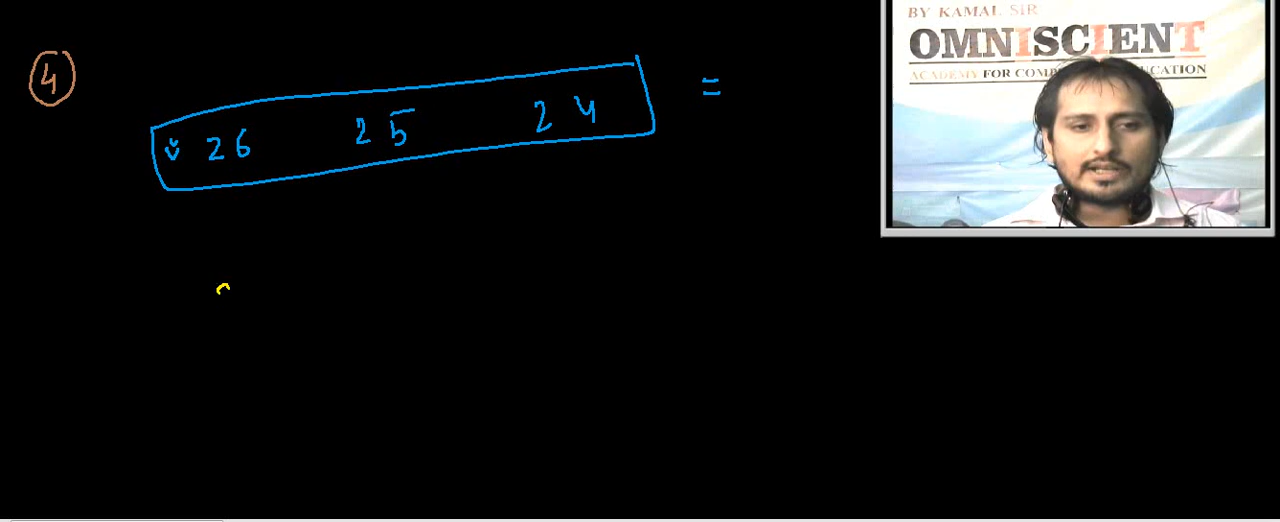 ④
26 25 24 =
BY KAMAL SIR
OMNISCIENT
ACADEMY FOR COMP